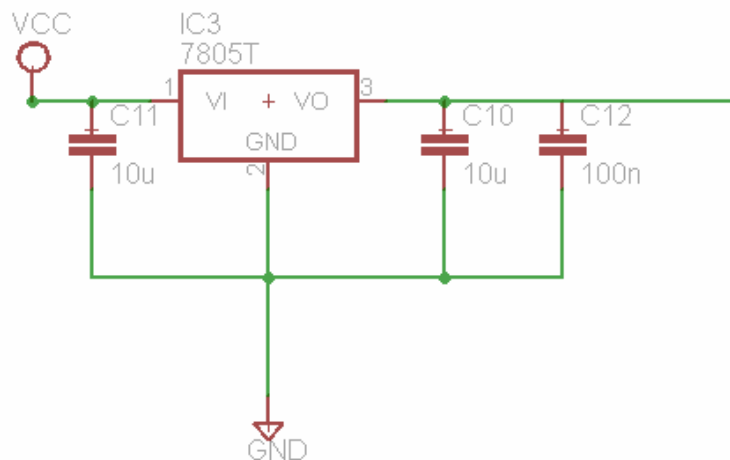 VCC
IC3
7805T
1
VI
VO
3
GND
2
C11
10u
C10
10u
C12
100n
GND